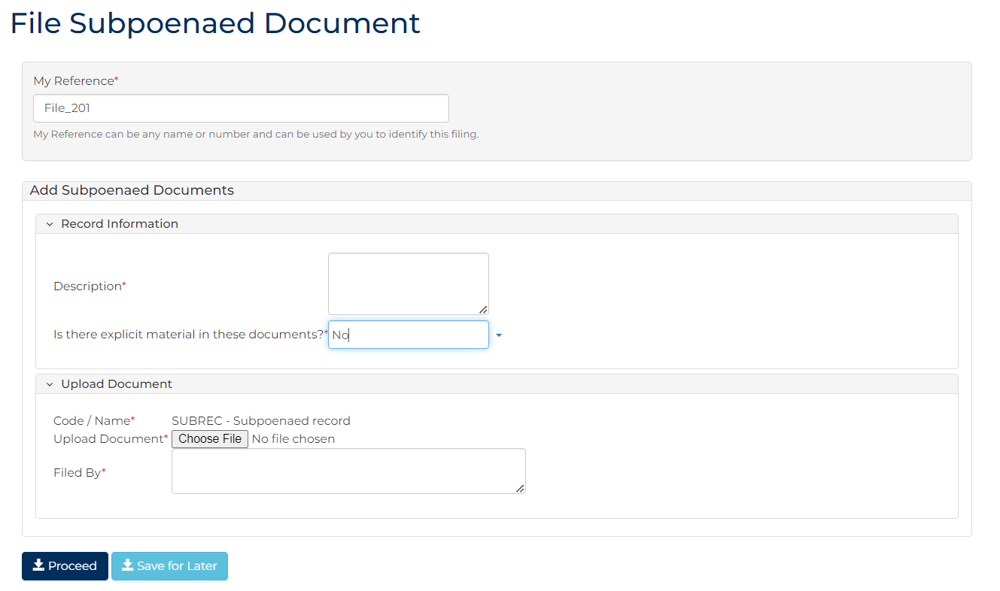 File Subpoenaed Document
My Reference*
File_201
My Reference can be any name or number and can be used by you to identify this filing.
Add Subpoenaed Documents
Record Information
Description*
Is there explicit material in these documents?* No
Upload Document
Code / Name* SUBREC - Subpoenaed record
Upload Document* Choose File No file chosen
Filed By*
Proceed Save for Later